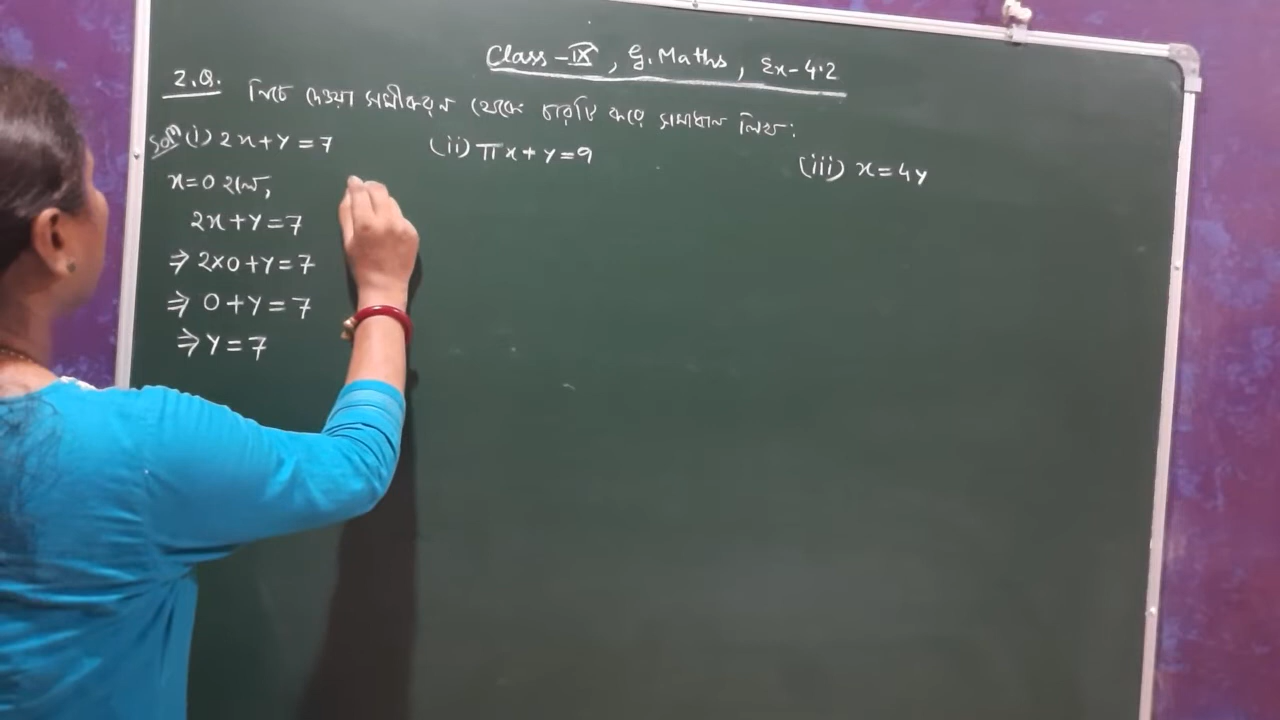 Class-IX, G.Maths, Ex-4.2
2.Q. নিচে দেওয়া সমীকরণ থেকে চারটি করে সমাধান লিখ:
Soln (i) 2x+y=7 (ii) πx+y=9 (iii) x=4y
x=0 হলে,
2x+y=7
⇒ 2×0+y=7
⇒ 0+y=7
⇒ y=7